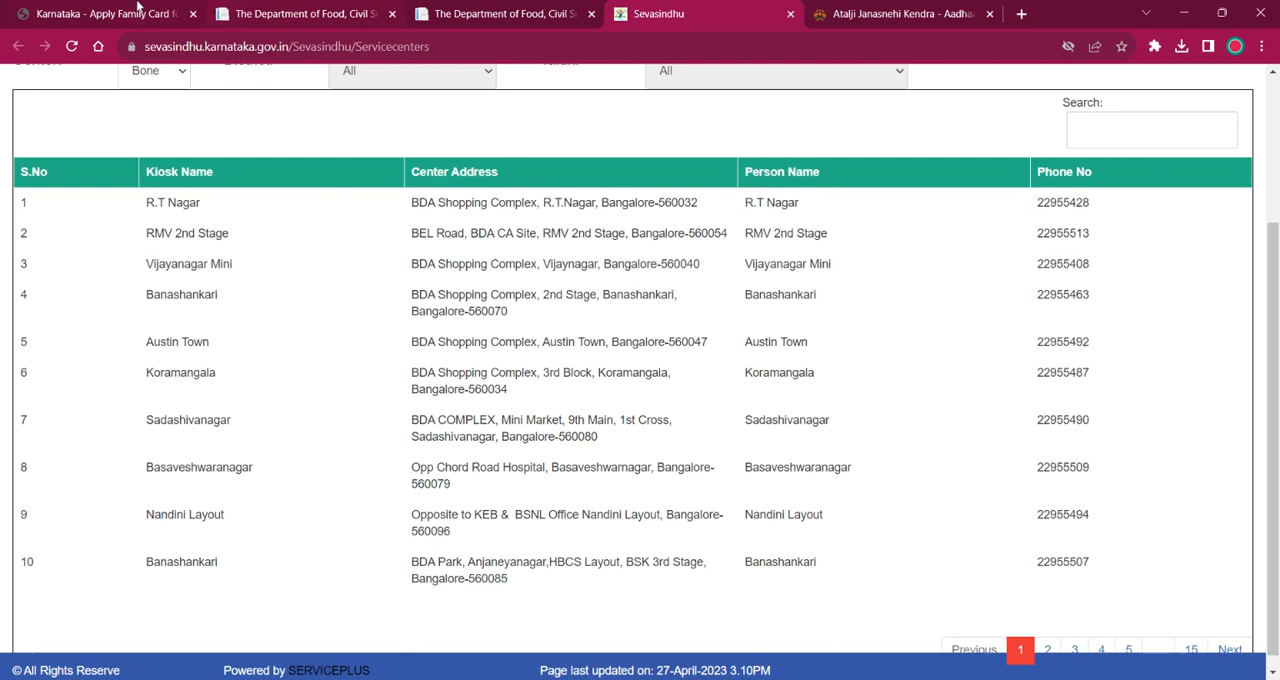 Karnataka - Apply Family Card fo
The Department of Food, Civil Su
The Department of Food, Civil Su
Sevasindhu
Atalji Janasnehi Kendra - Aadhaa
sevasindhu.karnataka.gov.in/Sevasindhu/Servicecenters
Bone
All
All
Search:
S.No Kiosk Name Center Address Person Name Phone No
1 R.T Nagar BDA Shopping Complex, R.T.Nagar, Bangalore-560032 R.T Nagar 22955428
2 RMV 2nd Stage BEL Road, BDA CA Site, RMV 2nd Stage, Bangalore-560054 RMV 2nd Stage 22955513
3 Vijayanagar Mini BDA Shopping Complex, Vijaynagar, Bangalore-560040 Vijayanagar Mini 22955408
4 Banashankari BDA Shopping Complex, 2nd Stage, Banashankari, Banashankari 22955463
Bangalore-560070
5 Austin Town BDA Shopping Complex, Austin Town, Bangalore-560047 Austin Town 22955492
6 Koramangala BDA Shopping Complex, 3rd Block, Koramangala, Koramangala 22955487
Bangalore-560034
7 Sadashivanagar BDA COMPLEX, Mini Market, 9th Main, 1st Cross, Sadashivanagar 22955490
Sadashivanagar, Bangalore-560080
8 Basaveshwaranagar Opp Chord Road Hospital, Basaveshwarnagar, Bangalore- Basaveshwaranagar 22955509
560079
9 Nandini Layout Opposite to KEB & BSNL Office Nandini Layout, Bangalore- Nandini Layout 22955494
560096
10 Banashankari BDA Park, Anjaneyanagar,HBCS Layout, BSK 3rd Stage, Banashankari 22955507
Bangalore-560085
Previous 1 2 3 4 5 15 Next
© All Rights Reserve Powered by SERVICEPLUS Page last updated on: 27-April-2023 3.10PM